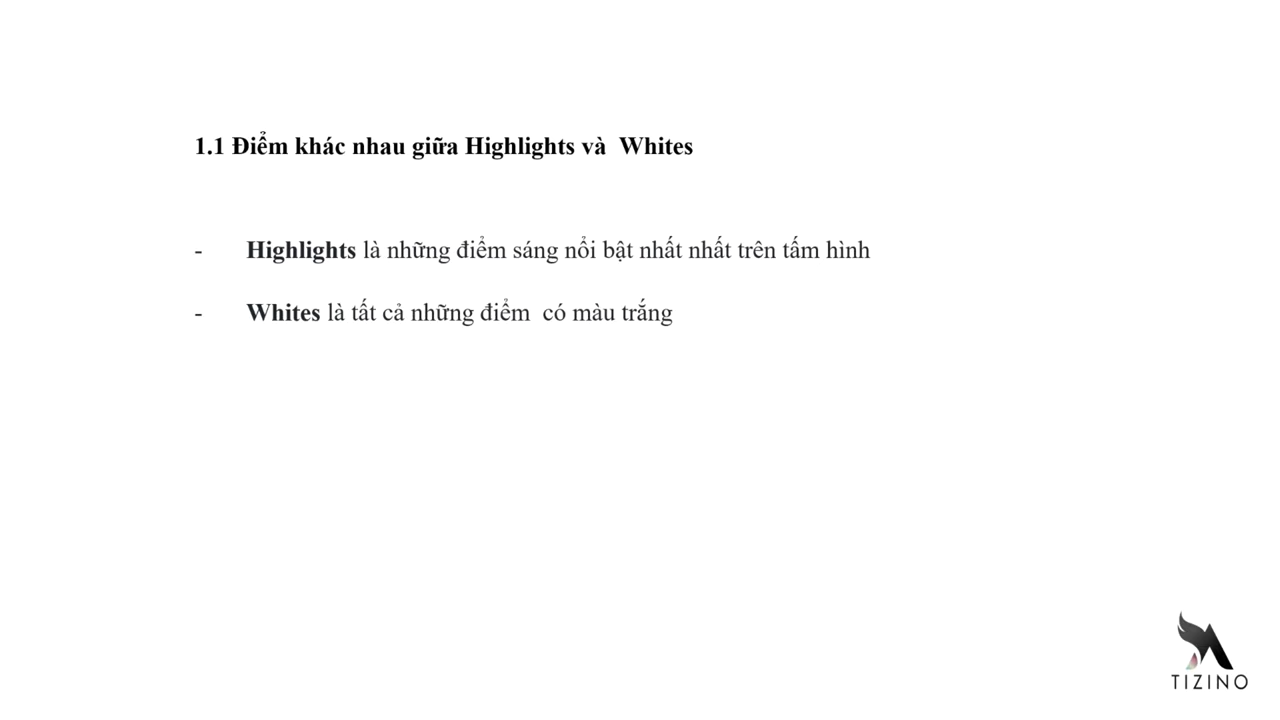 1.1 Điểm khác nhau giữa Highlights và Whites
- Highlights là những điểm sáng nổi bật nhất nhất trên tấm hình
- Whites là tất cả những điểm có màu trắng
TIZINO